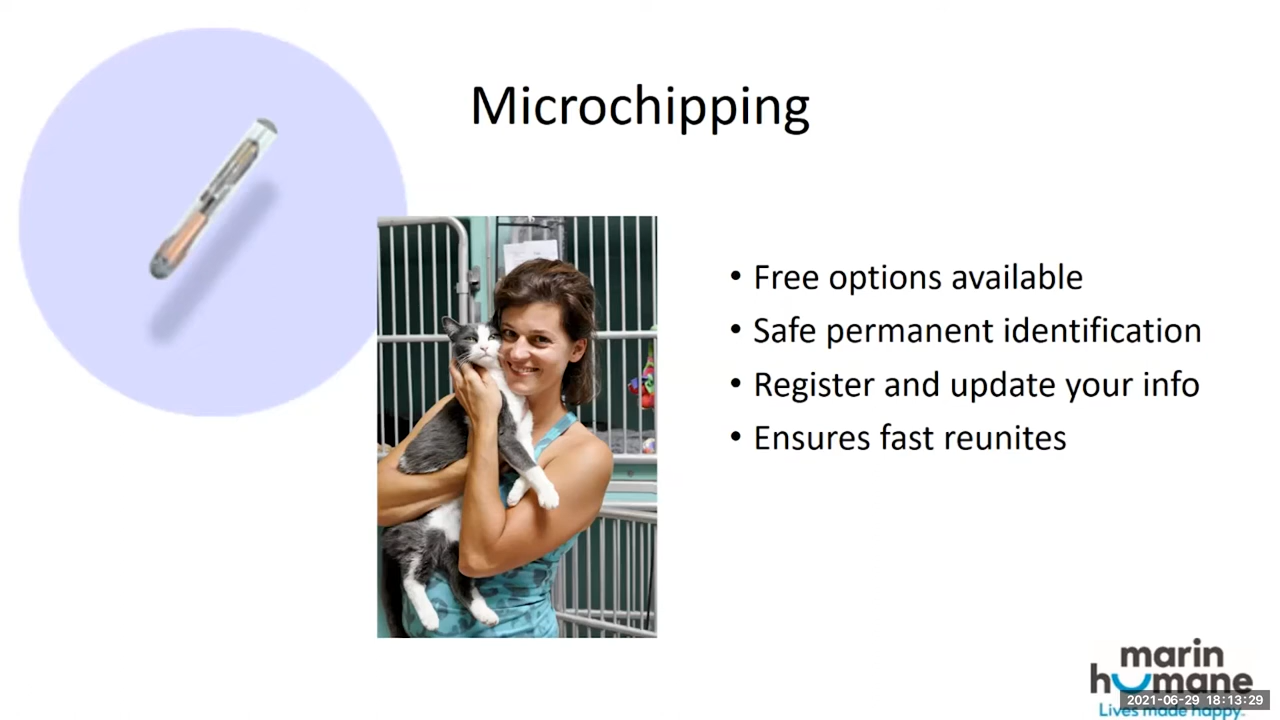 Microchipping
• Free options available
• Safe permanent identification
• Register and update your info
• Ensures fast reunites
marin
humane
2021-06-29 18:13:29
Lives made happy.